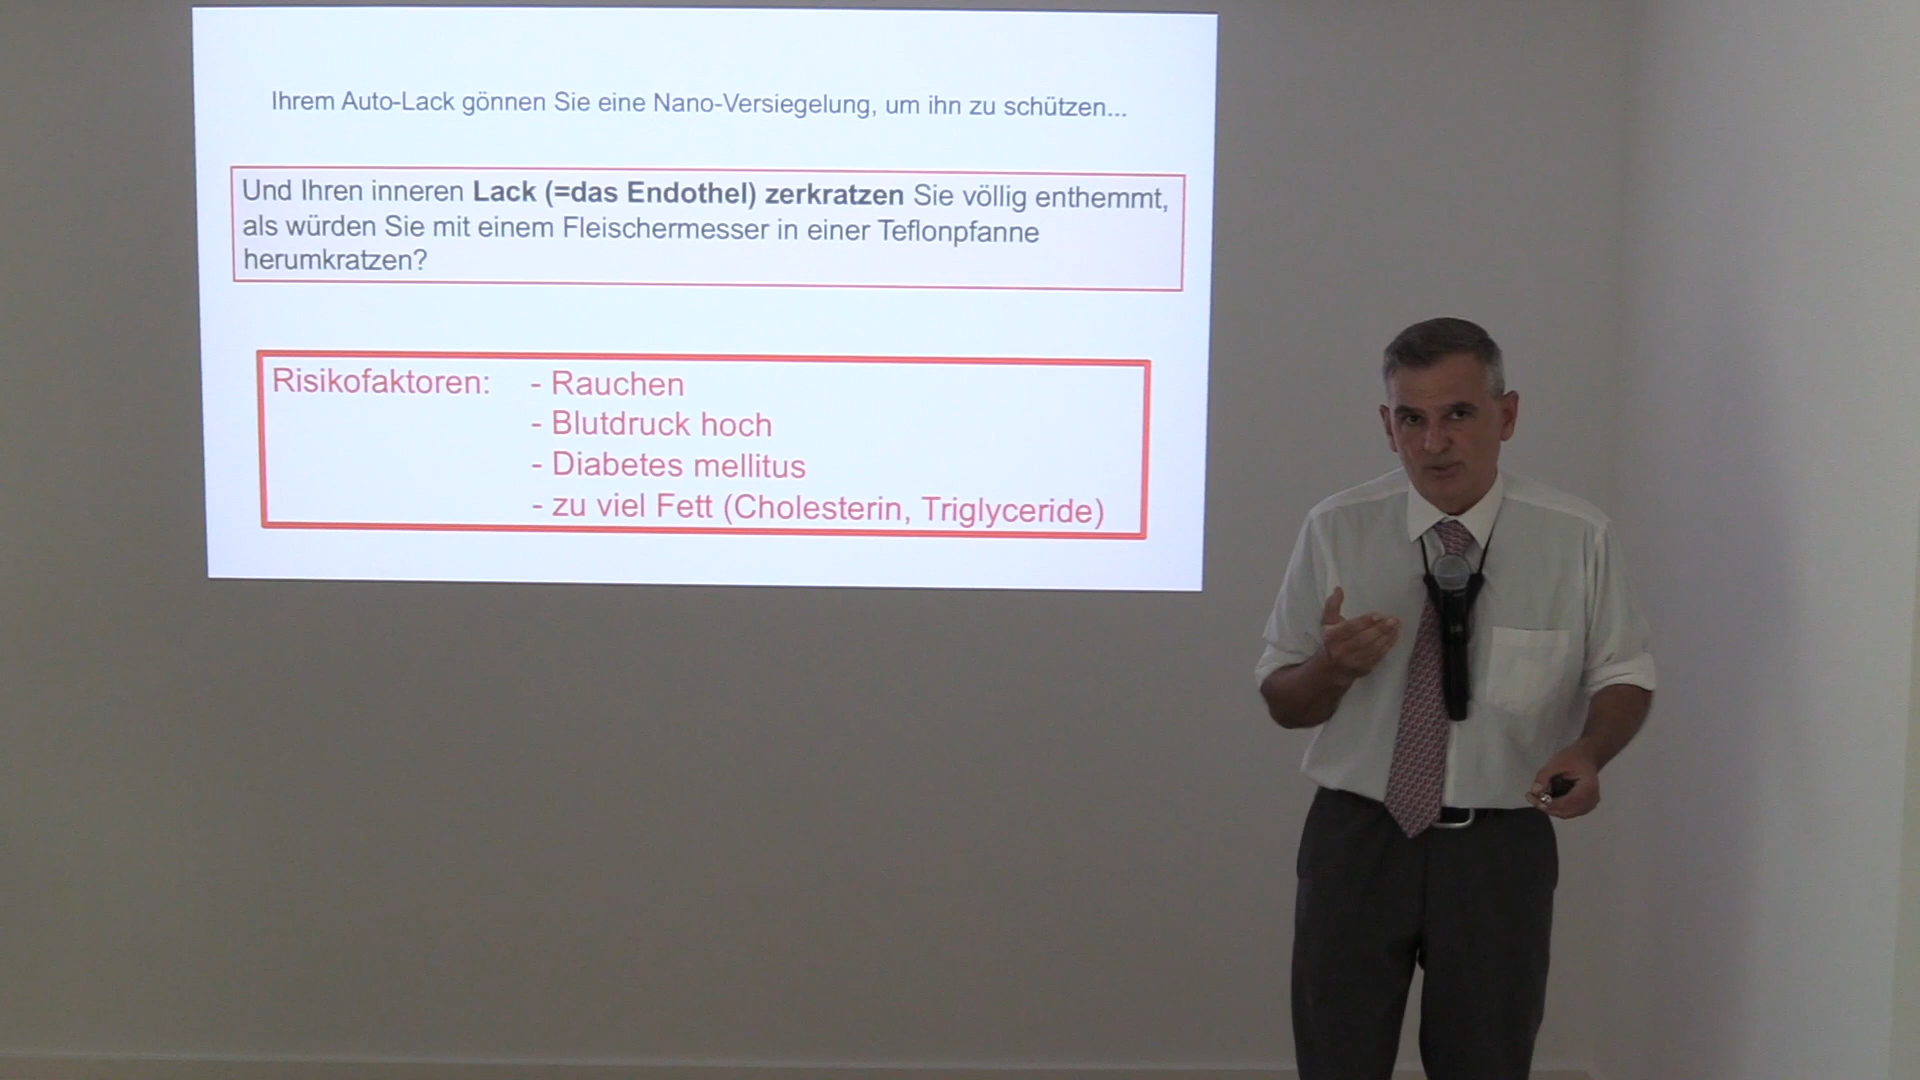 Ihrem Auto-Lack gönnen Sie eine Nano-Versiegelung, um ihn zu schützen...
Und Ihren inneren Lack (=das Endothel) zerkratzen Sie völlig enthemmt,
als würden Sie mit einem Fleischermesser in einer Teflonpfanne
herumkratzen?
Risikofaktoren: - Rauchen
- Blutdruck hoch
- Diabetes mellitus
- zu viel Fett (Cholesterin, Triglyceride)